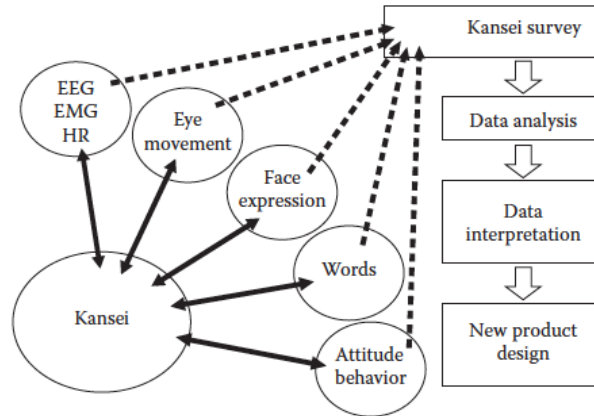 Kansei survey
EEG
EMG
HR
Eye
movement
Data analysis
Face
expression
Data
interpretation
Words
Kansei
Attitude
behavior
New product
design